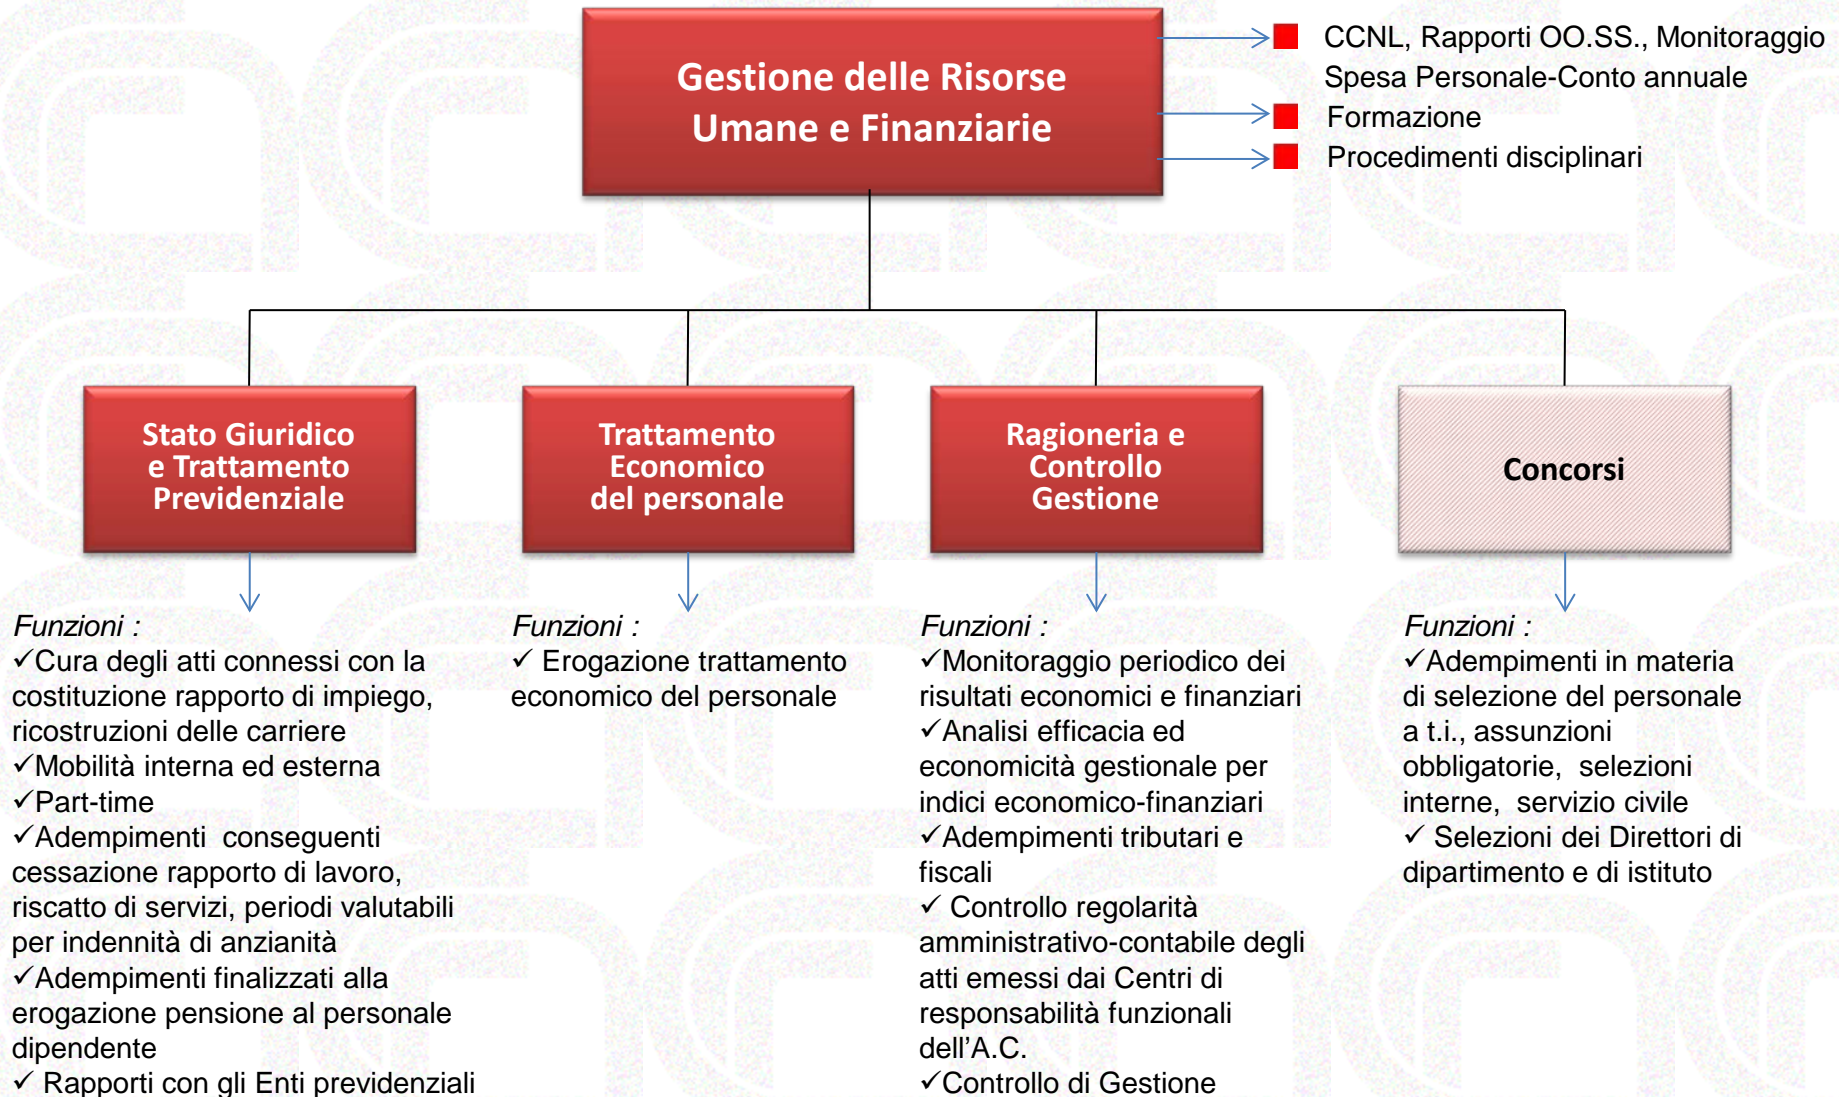 Gestione delle Risorse
Umane e Finanziarie
CCNL, Rapporti OO.SS., Monitoraggio
Spesa Personale-Conto annuale
Formazione
Procedimenti disciplinari
Stato Giuridico
e Trattamento
Previdenziale
Trattamento
Economico
del personale
Ragioneria e
Controllo
Gestione
Concorsi
Funzioni :
✓Cura degli atti connessi con la
costituzione rapporto di impiego,
ricostruzioni delle carriere
✓Mobilità interna ed esterna
✓Part-time
✓Adempimenti conseguenti
cessazione rapporto di lavoro,
riscatto di servizi, periodi valutabili
per indennità di anzianità
✓Adempimenti finalizzati alla
erogazione pensione al personale
dipendente
✓ Rapporti con gli Enti previdenziali
Funzioni :
✓ Erogazione trattamento
economico del personale
Funzioni :
✓Monitoraggio periodico dei
risultati economici e finanziari
✓Analisi efficacia ed
economicità gestionale per
indici economico-finanziari
✓Adempimenti tributari e
fiscali
✓ Controllo regolarità
amministrativo-contabile degli
atti emessi dai Centri di
responsabilità funzionali
dell'A.C.
✓Controllo di Gestione
Funzioni :
✓Adempimenti in materia
di selezione del personale
a t.i., assunzioni
obbligatorie, selezioni
interne, servizio civile
✓ Selezioni dei Direttori di
dipartimento e di istituto